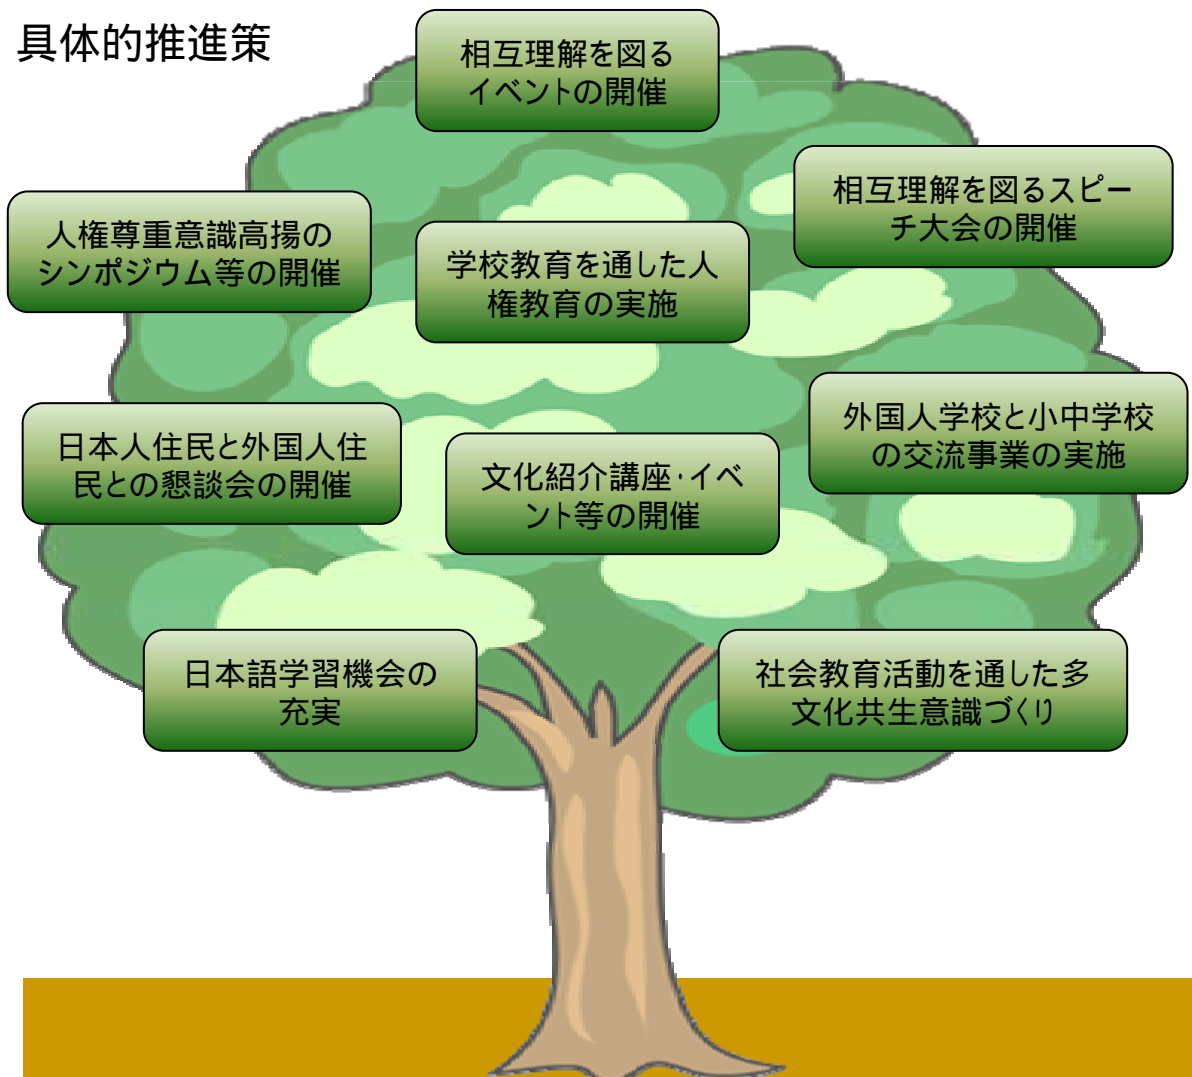 具体的推進策
相互理解を図る
イベントの開催
相互理解を図るスピー
チ大会の開催
人権尊重意識高揚の
シンポジウム等の開催
学校教育を通した人
権教育の実施
外国人学校と小中学校
の交流事業の実施
日本人住民と外国人住
民との懇談会の開催
文化紹介講座・イベ
ント等の開催
日本語学習機会の
充実
社会教育活動を通した多
文化共生意識づくり